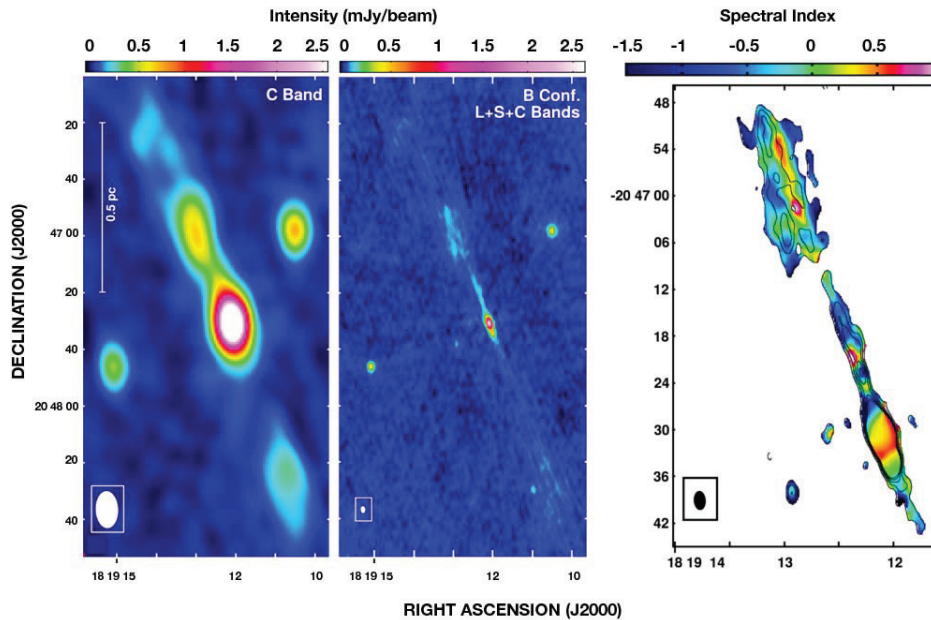 Intensity (mJy/beam)
Spectral Index
0 0.5 1 1.5 2 2.5
0 0.5 1 1.5 2 2.5
-1.5 -1 -0.5 0 0.5
C Band
B Conf.
L+S+C Bands
0.5 pc
DECLINATION (J2000)
20
40
47 00
20
40
20 48 00
20
40
18 19 15 12 10
18 19 15 12 10
48
54
-20 47 00
06
12
18
24
30
36
42
18 19 14 13 12
RIGHT ASCENSION (J2000)